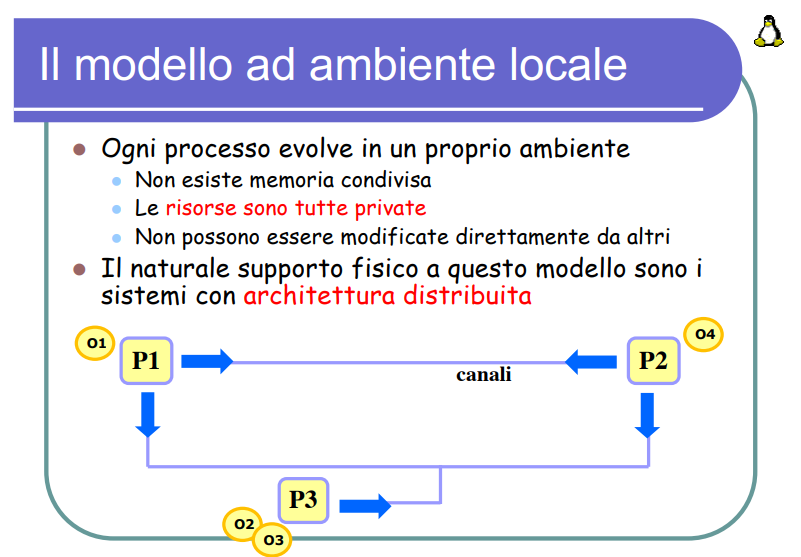 Il modello ad ambiente locale
Ogni processo evolve in un proprio ambiente
Non esiste memoria condivisa
Le risorse sono tutte private
Non possono essere modificate direttamente da altri
Il naturale supporto fisico a questo modello sono i
sistemi con architettura distribuita
O1
P1
canali
P2
O4
P3
O2
O3